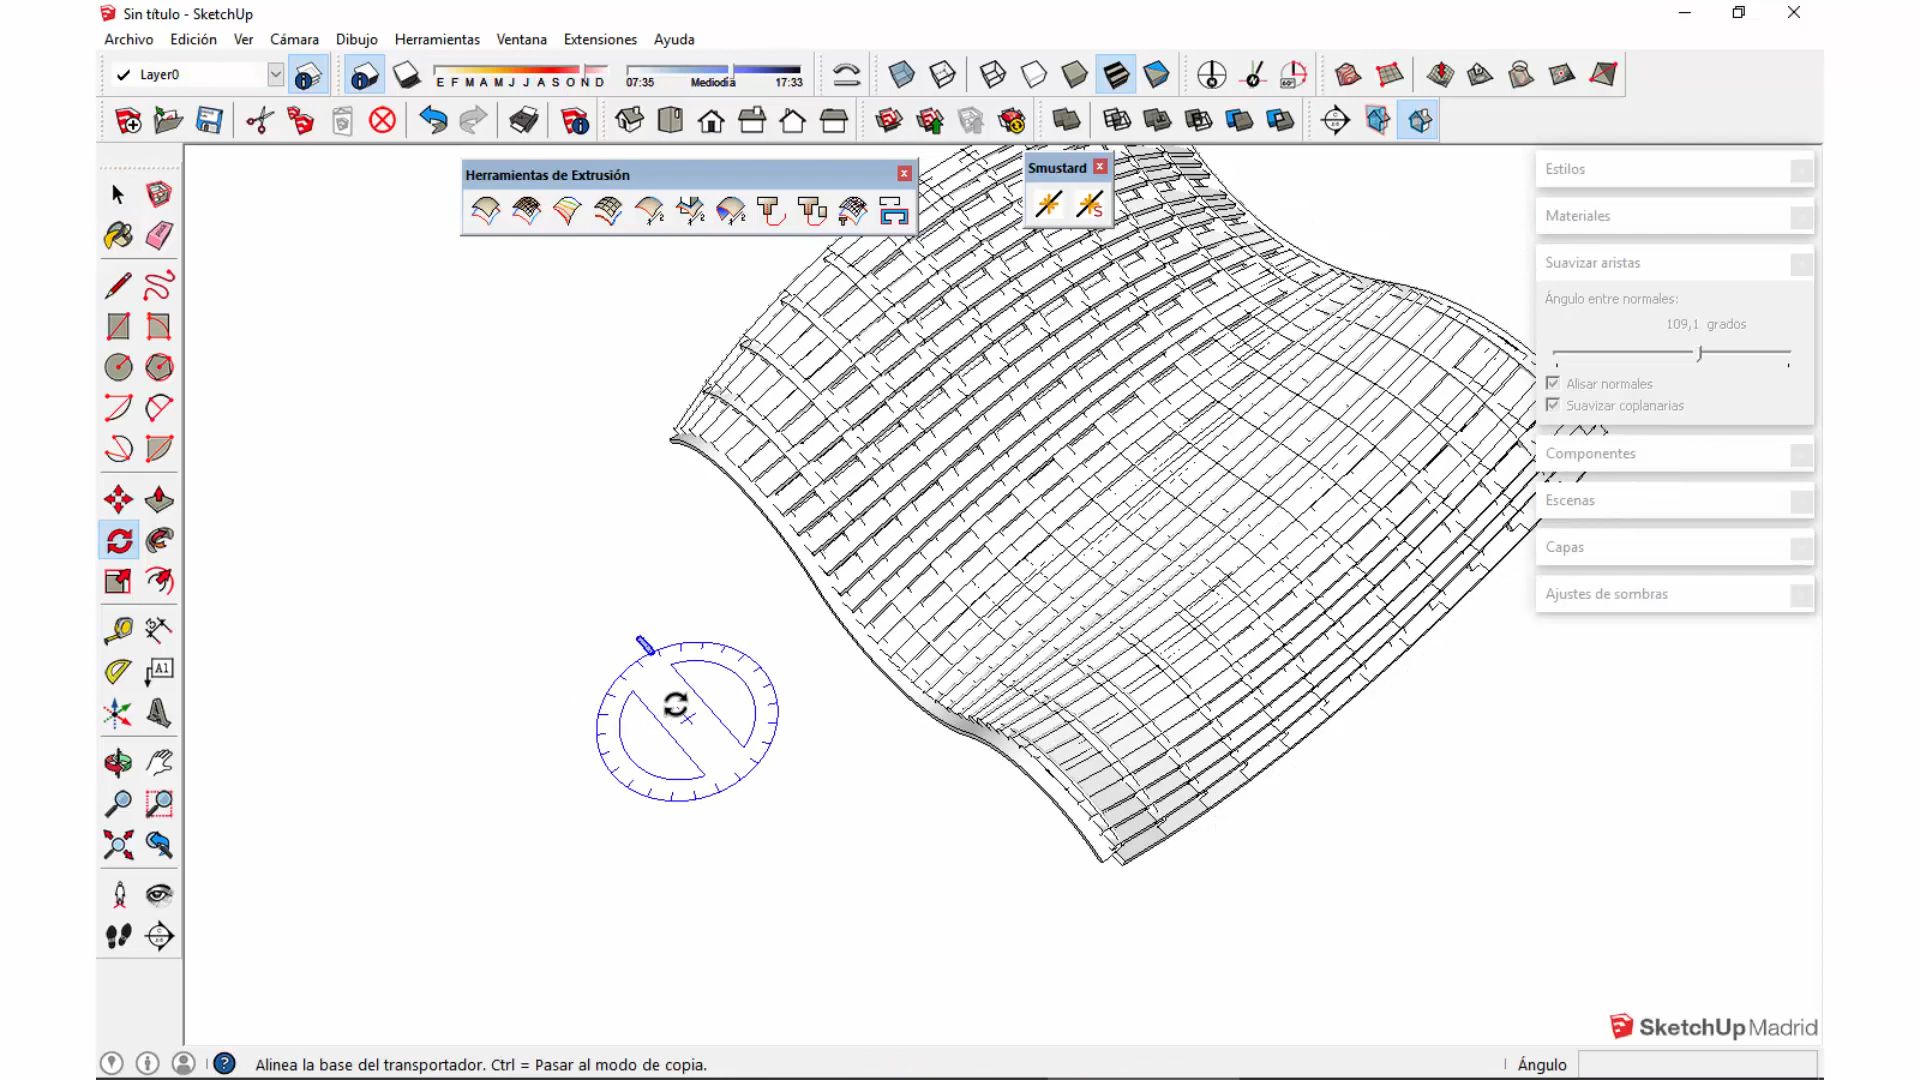 Sin título - SketchUp
Archivo Edición Ver Cámara Dibujo Herramientas Ventana Extensiones Ayuda
Layer0
E F M A M J J A S O N D
07:35 Mediodía 17:33
Herramientas de Extrusión
Smustard
Estilos
Materiales
Suavizar aristas
Ángulo entre normales:
109,1 grados
Alisar normales
Suavizar coplanarias
Componentes
Escenas
Capas
Ajustes de sombras
A1
SketchUp Madrid
Alinea la base del transportador. Ctrl = Pasar al modo de copia.
Ángulo